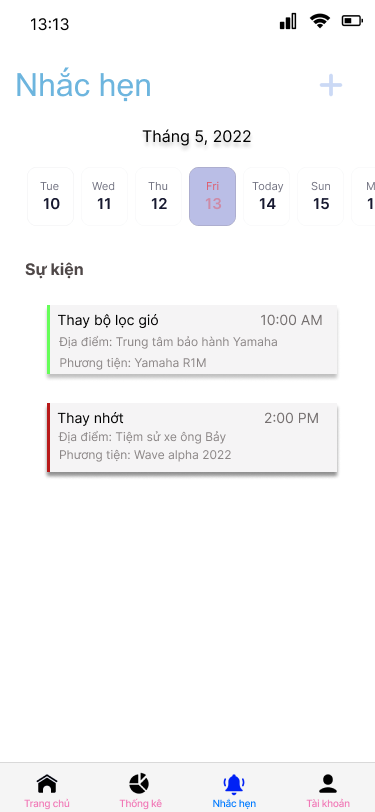 13:13
Nhắc hẹn
Tháng 5, 2022
Tue Wed Thu Fri Today Sun M
10 11 12 13 14 15 1
Sự kiện
Thay bộ lọc gió 10:00 AM
Địa điểm: Trung tâm bảo hành Yamaha
Phương tiện: Yamaha R1M
Thay nhớt 2:00 PM
Địa điểm: Tiệm sử xe ông Bảy
Phương tiện: Wave alpha 2022
Trang chủ Thống kê Nhắc hẹn Tài khoản